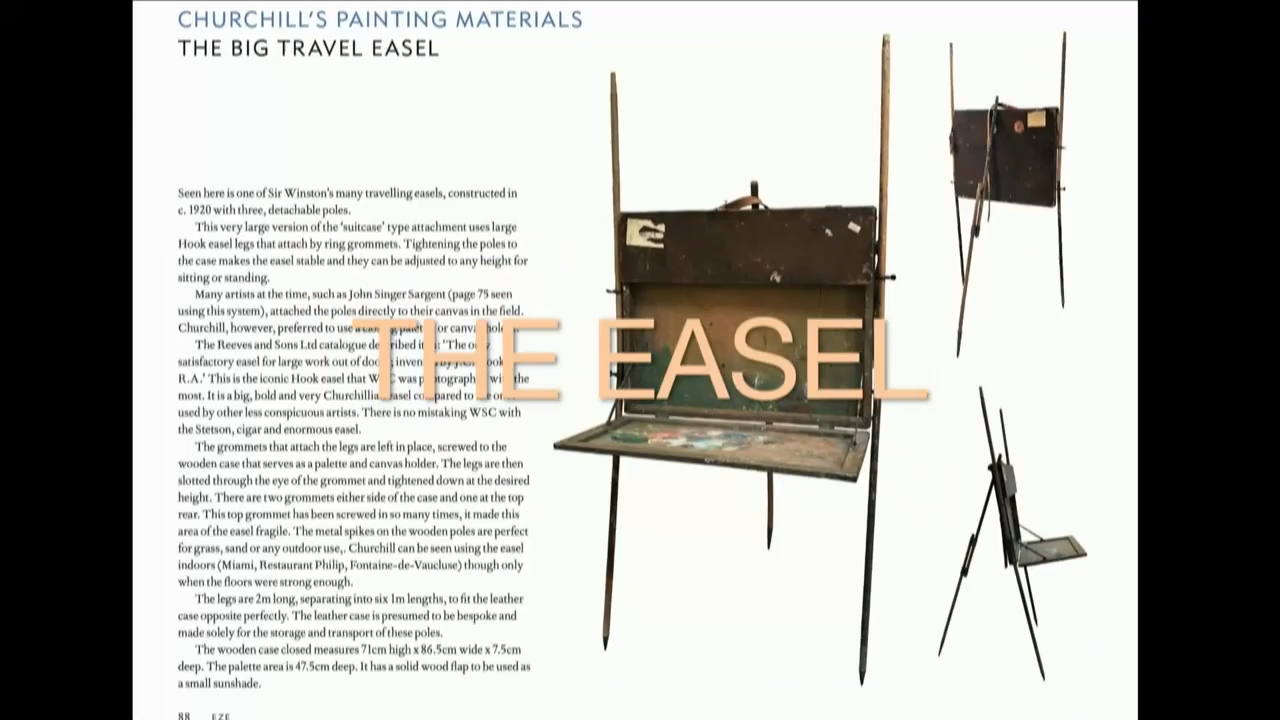 CHURCHILL'S PAINTING MATERIALS
THE BIG TRAVEL EASEL
Seen here is one of Sir Winston's many travelling easels, constructed in
c. 1920 with three, detachable poles.
This very large version of the 'suitcase' type attachment uses large
Hook easel legs that attach by ring grommets. Tightening the poles to
the case makes the easel stable and they can be adjusted to any height for
sitting or standing.
Many artists at the time, such as John Singer Sargent (page 75 seen
using this system), attached the poles directly to their canvas in the field.
Churchill, however, preferred to use a or
The Reeves and Sons Ltd catalogue 'The
satisfactory easel for large work out of
R.A.' This is the iconic Hook easel that was the
most. It is a big, bold and very to
used by other less conspicuous artists. There is no mistaking WSC with
the Stetson, cigar and enormous easel.
The grommets that attach the legs are left in place, screwed to the
wooden case that serves as a palette and canvas holder. The legs are then
slotted through the eye of the grommet and tightened down at the desired
height. There are two grommets either side of the case and one at the top
rear. This top grommet has been screwed in so many times, it made this
area of the easel fragile. The metal spikes on the wooden poles are perfect
for grass, sand or any outdoor use,. Churchill can be seen using the easel
indoors (Miami, Restaurant Philip, Fontaine-de-Vaucluse) though only
when the floors were strong enough.
The legs are 2m long, separating into six 1m lengths, to fit the leather
case opposite perfectly. The leather case is presumed to be bespoke and
made solely for the storage and transport of these poles.
The wooden case closed measures 71cm high x 86.5cm wide x 7.5cm
deep. The palette area is 47.5cm deep. It has a solid wood flap to be used as
a small sunshade.
88 EZE
THE EASEL